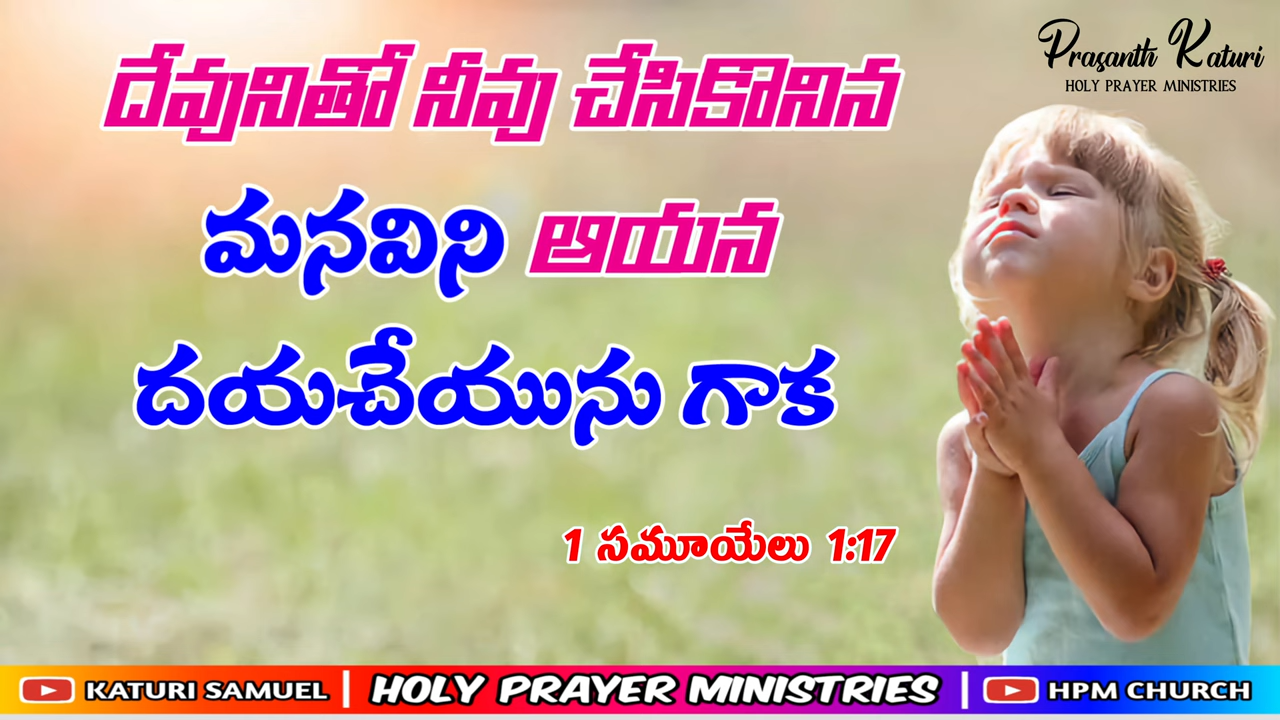 Prasanth Katuri
HOLY PRAYER MINISTRIES
దేవునితో నీవు చేసికొనిన
మనవిని ఆయన
దయచేయును గాక
1 సమూయేలు 1:17
KATURI SAMUEL | HOLY PRAYER MINISTRIES | HPM CHURCH